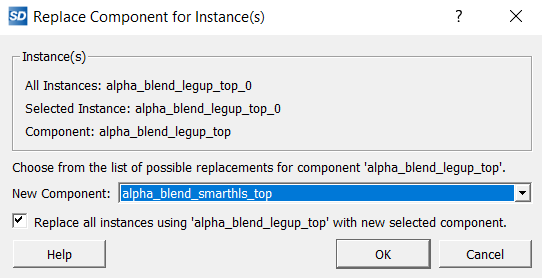 SD Replace Component for Instance(s) ? ×
Instance(s)
All Instances: alpha_blend_legup_top_0
Selected Instance: alpha_blend_legup_top_0
Component: alpha_blend_legup_top
Choose from the list of possible replacements for component 'alpha_blend_legup_top'.
New Component: alpha_blend_smarthls_top
Replace all instances using 'alpha_blend_legup_top' with new selected component.
Help OK Cancel